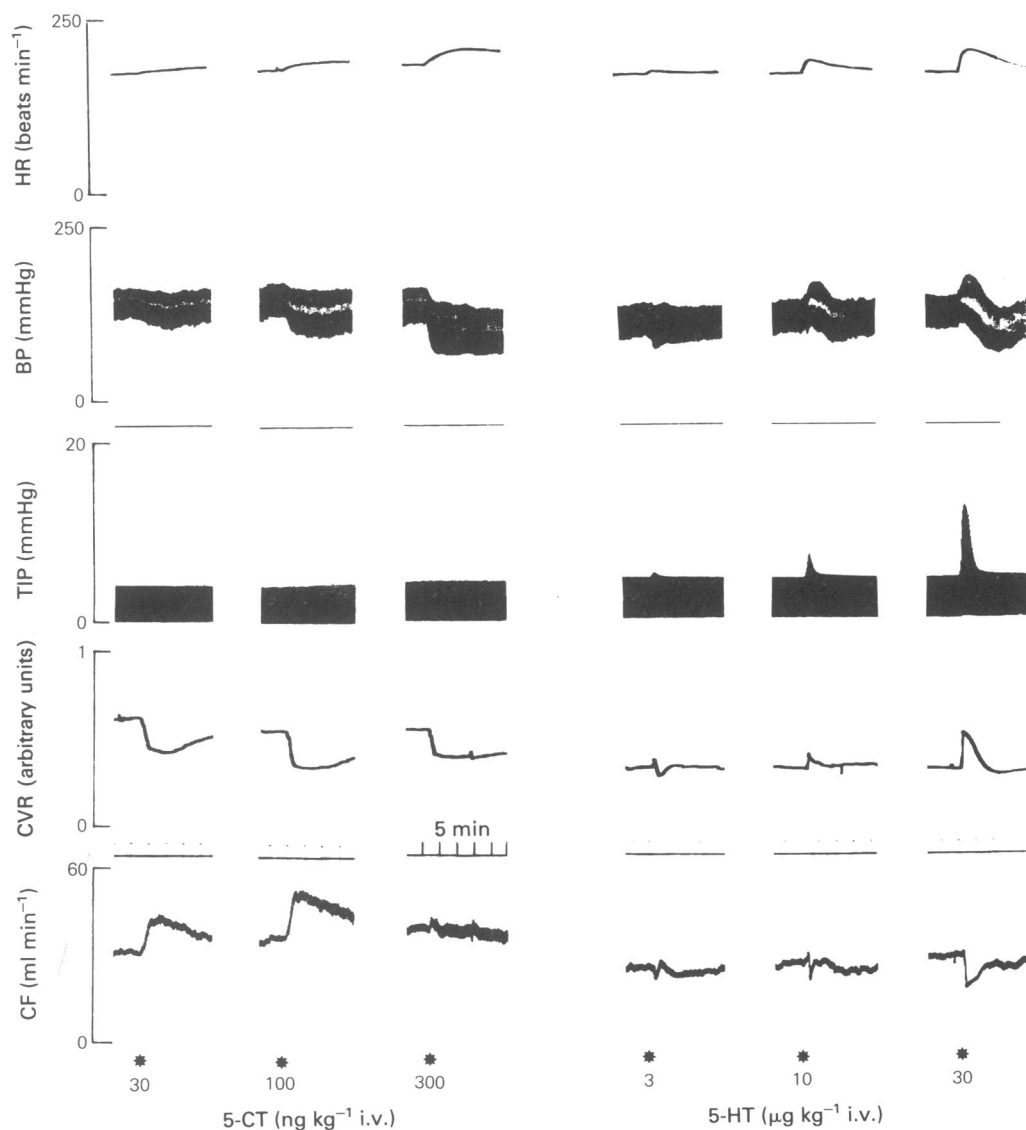 250
HR (beats min⁻¹)
0
250
BP (mmHg)
0
20
TIP (mmHg)
0
1
CVR (arbitrary units)
0
5 min
60
CF (ml min⁻¹)
0
✷ ✷ ✷ ✷ ✷ ✷
30 100 300 3 10 30
5-CT (ng kg⁻¹ i.v.) 5-HT (μg kg⁻¹ i.v.)